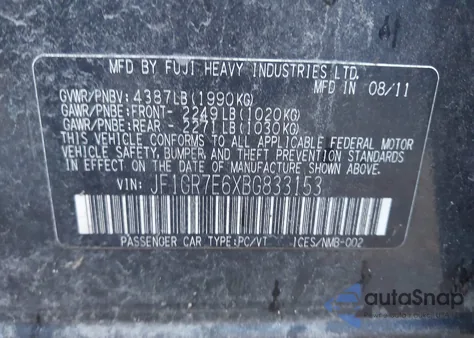 A1
MFD BY FUJI HEAVY INDUSTRIES LTD.
MFD IN 08/11
GVWR/PNBV: 4387LB(1990KG)
GAWR/PNBE:FRONT- 2249LB(1020KG)
GAWR/PNBE:REAR - 2271LB(1030KG)
THIS VEHICLE CONFORMS TO ALL APPLICABLE FEDERAL MOTOR
VEHICLE SAFETY, BUMPER, AND THEFT PREVENTION STANDARDS
IN EFFECT ON THE DATE OF MANUFACTURE SHOWN ABOVE.
VIN: JF1GR7E6XBG833153
PASSENGER CAR TYPE:PC/VT ICES/NMB-002
autoSnap